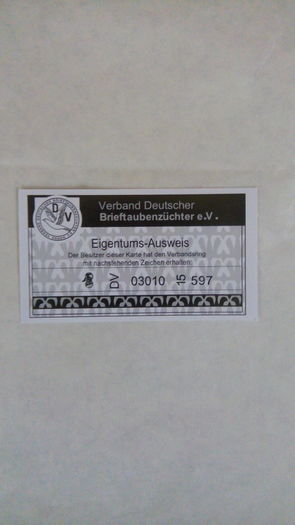 D V
Verband Deutscher
Brieftaubenzüchter e.V.
Eigentums-Ausweis
Der Besitzer dieser Karte hat den Verbandsring
mit nachstehenden Zeichen erhalten:
DV 03010 15 597